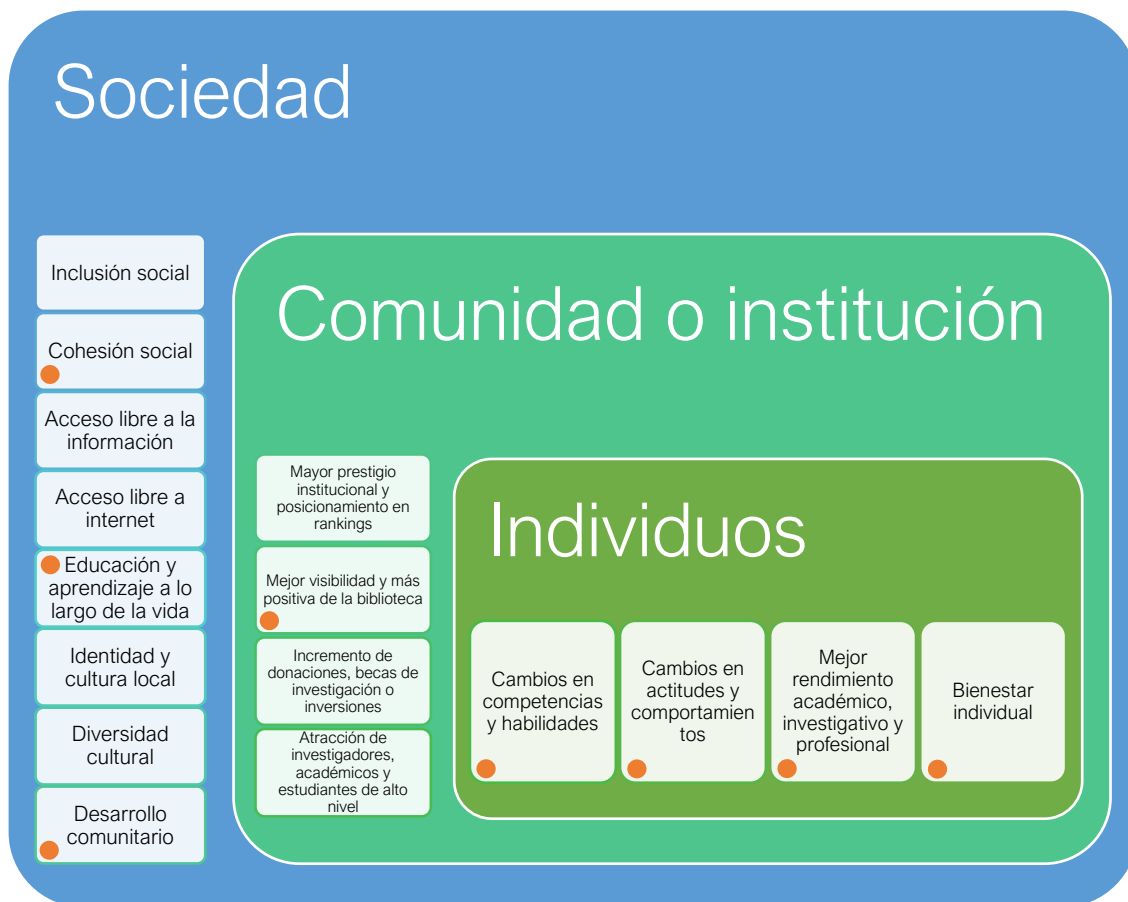 Sociedad
Inclusión social
Cohesión social
Acceso libre a la
información
Acceso libre a
internet
Educación y
aprendizaje a lo
largo de la vida
Identidad y
cultura local
Diversidad
cultural
Desarrollo
comunitario
Comunidad o institución
Mayor prestigio
institucional y
posicionamiento en
rankings
Mejor visibilidad y más
positiva de la biblioteca
Incremento de
donaciones, becas de
investigación o
inversiones
Atracción de
investigadores,
académicos y
estudiantes de alto
nivel
Individuos
Cambios en
competencias
y habilidades
Cambios en
actitudes y
comportamien
tos
Mejor
rendimiento
académico,
investigativo y
profesional
Bienestar
individual